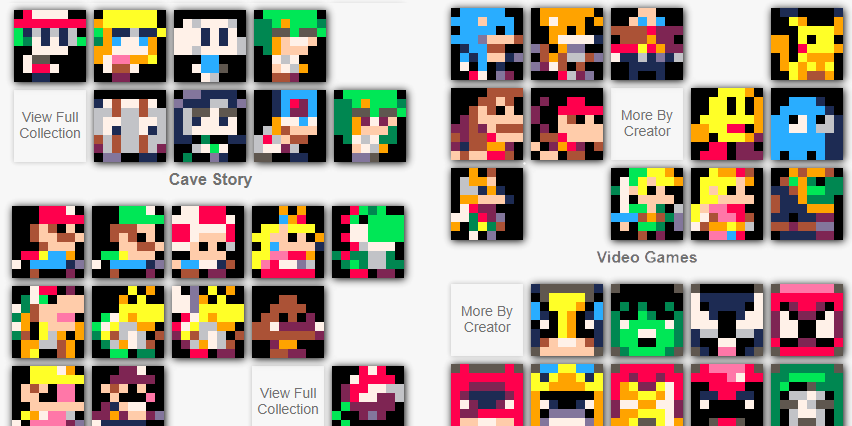 View Full
Collection
Cave Story
View Full
Collection
More By
Creator
Video Games
More By
Creator